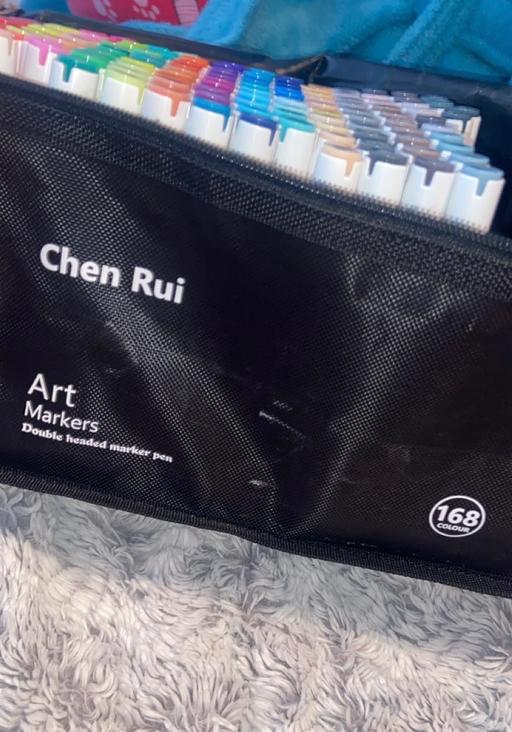 Chen Rui
Art
Markers
Double headed marker pen
168
COLOUR